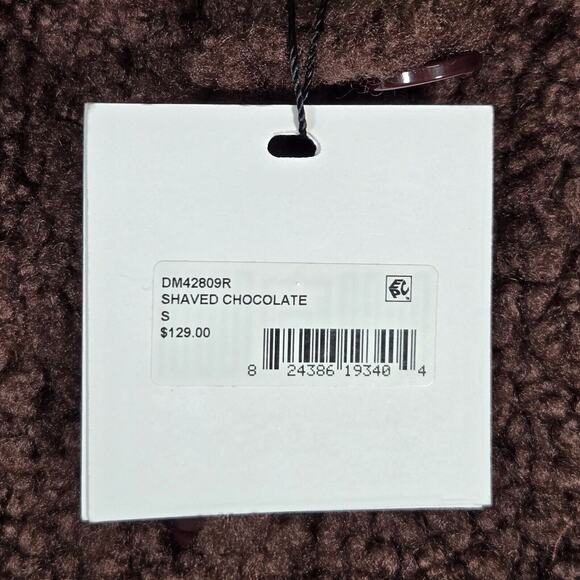 DM42809R
SHAVED CHOCOLATE
S
$129.00
8 24386 19340 4